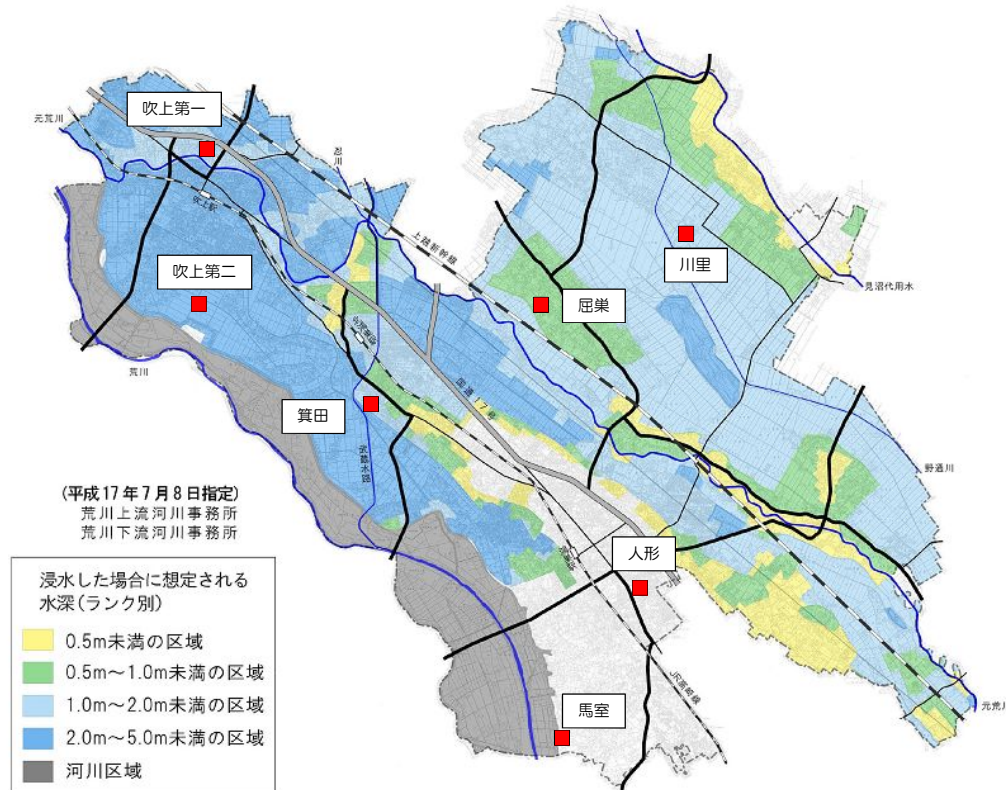 吹上第一
元荒川
忍川
吹上駅
上越新幹線
川里
見沼代用水
吹上第二
屈巣
荒川
国道17号
箕田
武蔵水路
野通川
(平成17年7月8日指定)
荒川上流河川事務所
荒川下流河川事務所
人形
浸水した場合に想定される
水深(ランク別)
0.5m未満の区域
0.5m～1.0m未満の区域
1.0m～2.0m未満の区域
2.0m～5.0m未満の区域
河川区域
JR高崎線
馬室
元荒川